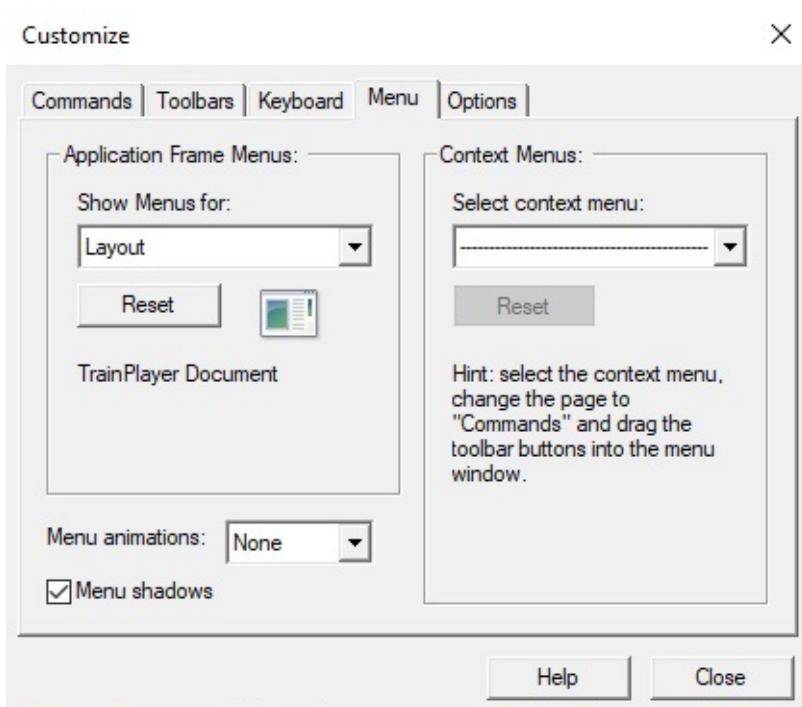 Customize
Commands
Toolbars
Keyboard
Menu
Options
Application Frame Menus:
Show Menus for:
Layout
Reset
TrainPlayer Document
Menu animations:
None
Menu shadows
Context Menus:
Select context menu:
Reset
Hint: select the context menu,
change the page to
"Commands" and drag the
toolbar buttons into the menu
window.
Help
Close